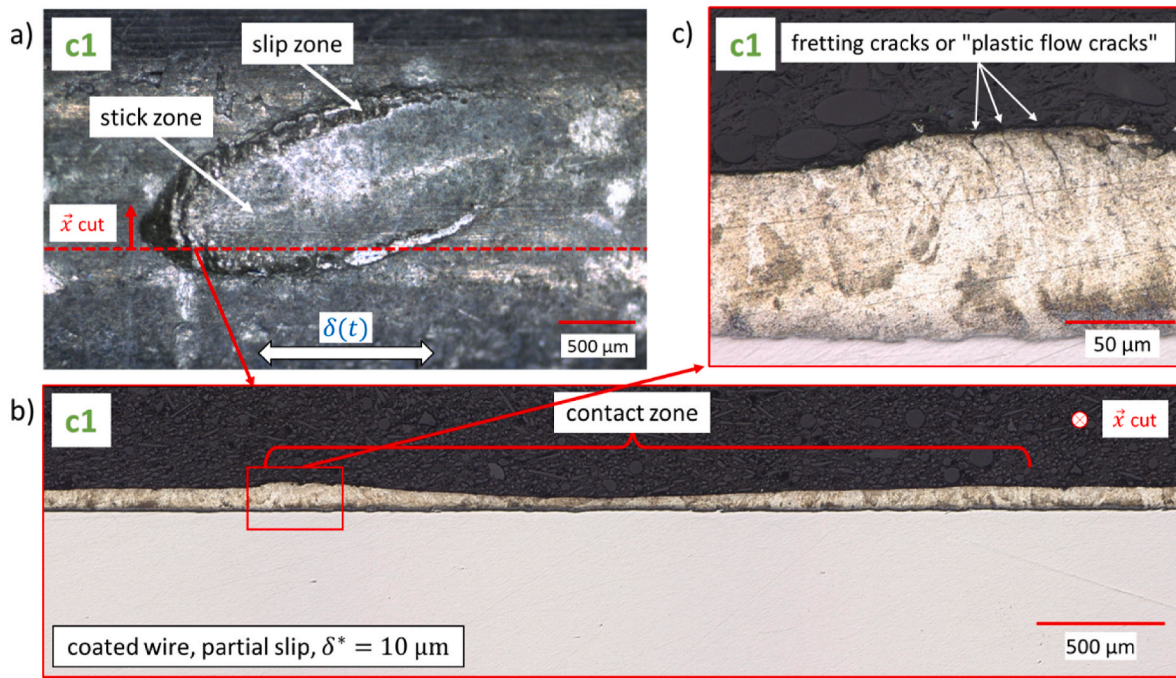 a)
c1
slip zone
stick zone
x⃗ cut
δ(t)
500 µm
c)
c1
fretting cracks or "plastic flow cracks"
50 µm
b)
c1
contact zone
x⃗ cut
coated wire, partial slip, δ* = 10 µm
500 µm